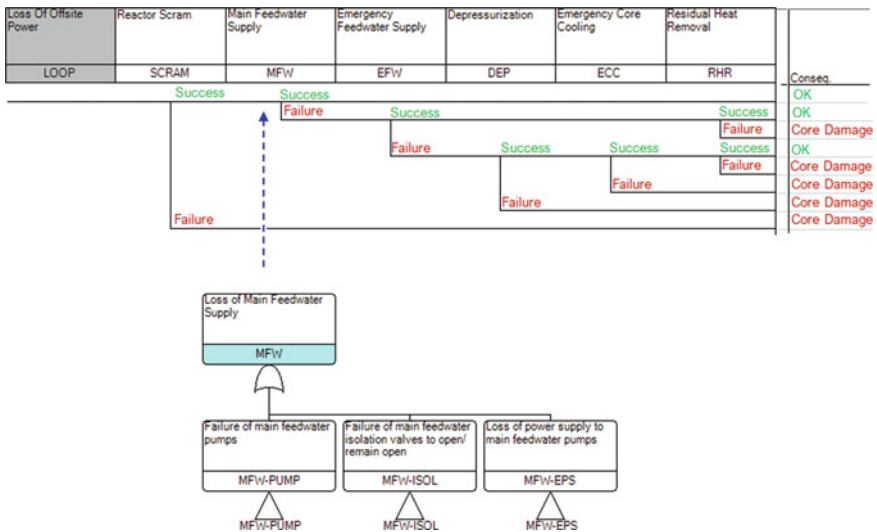 Loss Of Offsite Power
Reactor Scram
Main Feedwater Supply
Emergency Feedwater Supply
Depressurization
Emergency Core Cooling
Residual Heat Removal
LOOP
SCRAM
MFW
EFW
DEP
ECC
RHR
Conseq.
Success
Success
OK
Failure
Success
Success
OK
Failure
Core Damage
Failure
Success
Success
Success
OK
Failure
Core Damage
Failure
Core Damage
Failure
Core Damage
Failure
Core Damage
Loss of Main Feedwater
Supply
MFW
Failure of main feedwater
pumps
MFW-PUMP
MFW-PUMP
Failure of main feedwater
isolation valves to open/
remain open
MFW-ISOL
MFW-ISOL
Loss of power supply to
main feedwater pumps
MFW-EPS
MFW-EPS